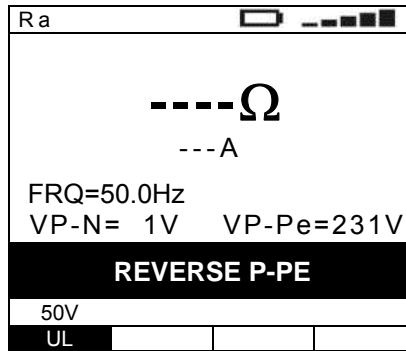 Ra
----Ω
---A
FRQ=50.0Hz
VP-N= 1V VP-Pe=231V
REVERSE P-PE
50V
UL